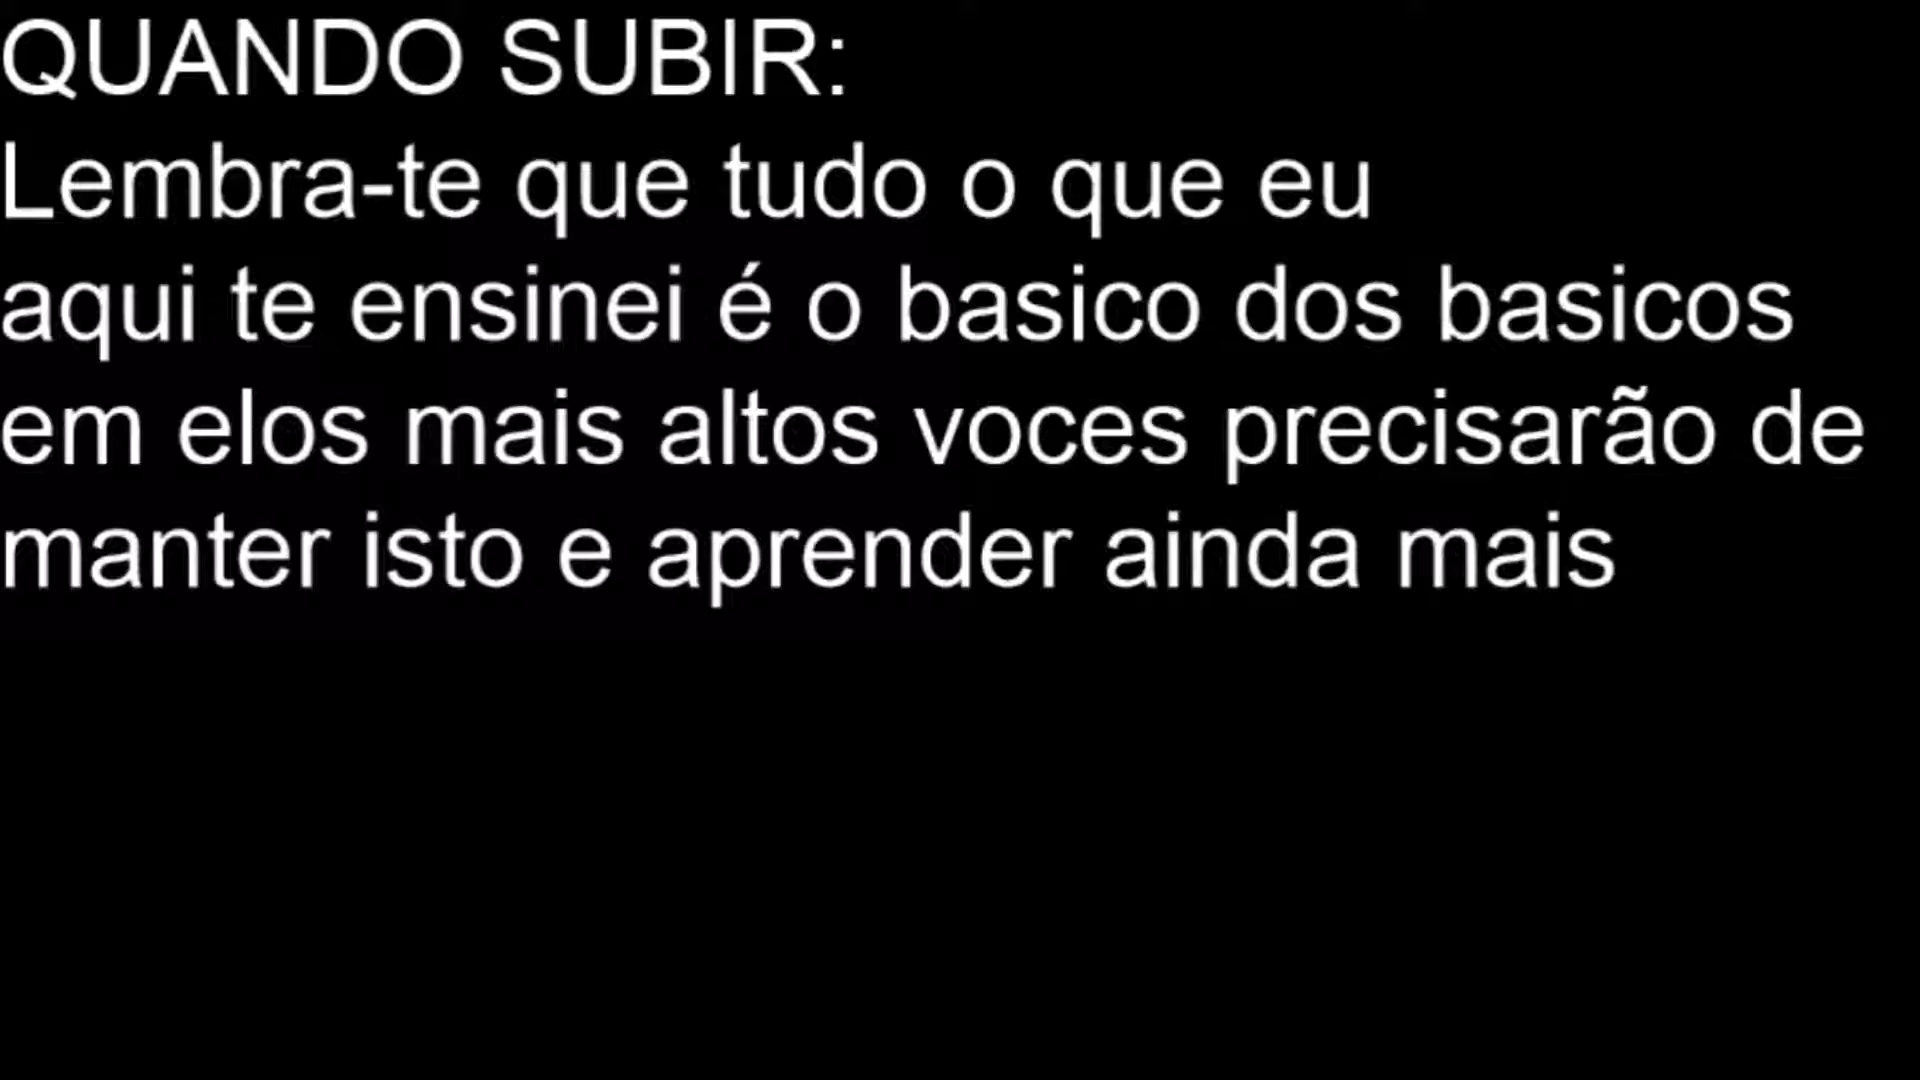 QUANDO SUBIR:
Lembra-te que tudo o que eu
aqui te ensinei é o basico dos basicos
em elos mais altos voces precisarão de
manter isto e aprender ainda mais